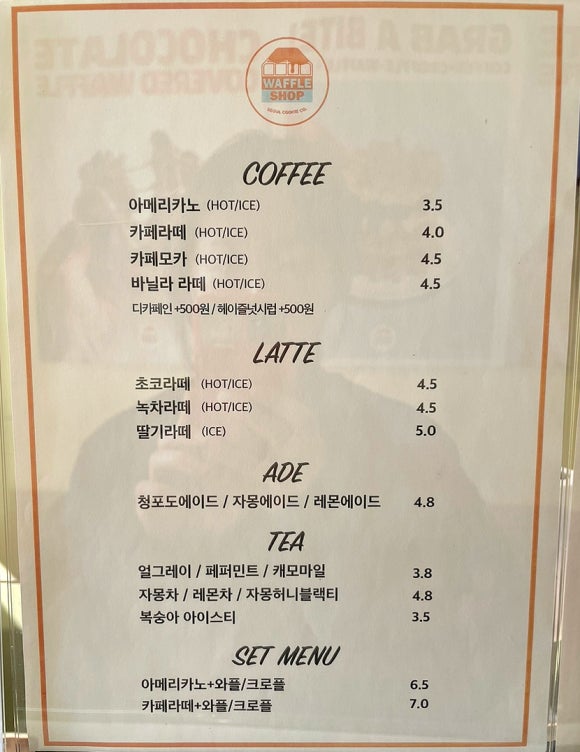 GRAB A BITE! CHOCOLATE
COVERED WAFFLE
WAFFLE
SHOP
SEOUL COOKIE CO.
COFFEE
아메리카노 (HOT/ICE) 3.5
카페라떼 (HOT/ICE) 4.0
카페모카 (HOT/ICE) 4.5
바닐라 라떼 (HOT/ICE) 4.5
디카페인 +500원 / 헤이즐넛시럽 +500원
LATTE
초코라떼 (HOT/ICE) 4.5
녹차라떼 (HOT/ICE) 4.5
딸기라떼 (ICE) 5.0
ADE
청포도에이드 / 자몽에이드 / 레몬에이드 4.8
TEA
얼그레이 / 페퍼민트 / 캐모마일 3.8
자몽차 / 레몬차 / 자몽허니블랙티 4.8
복숭아 아이스티 3.5
SET MENU
아메리카노+와플/크로플 6.5
카페라떼+와플/크로플 7.0